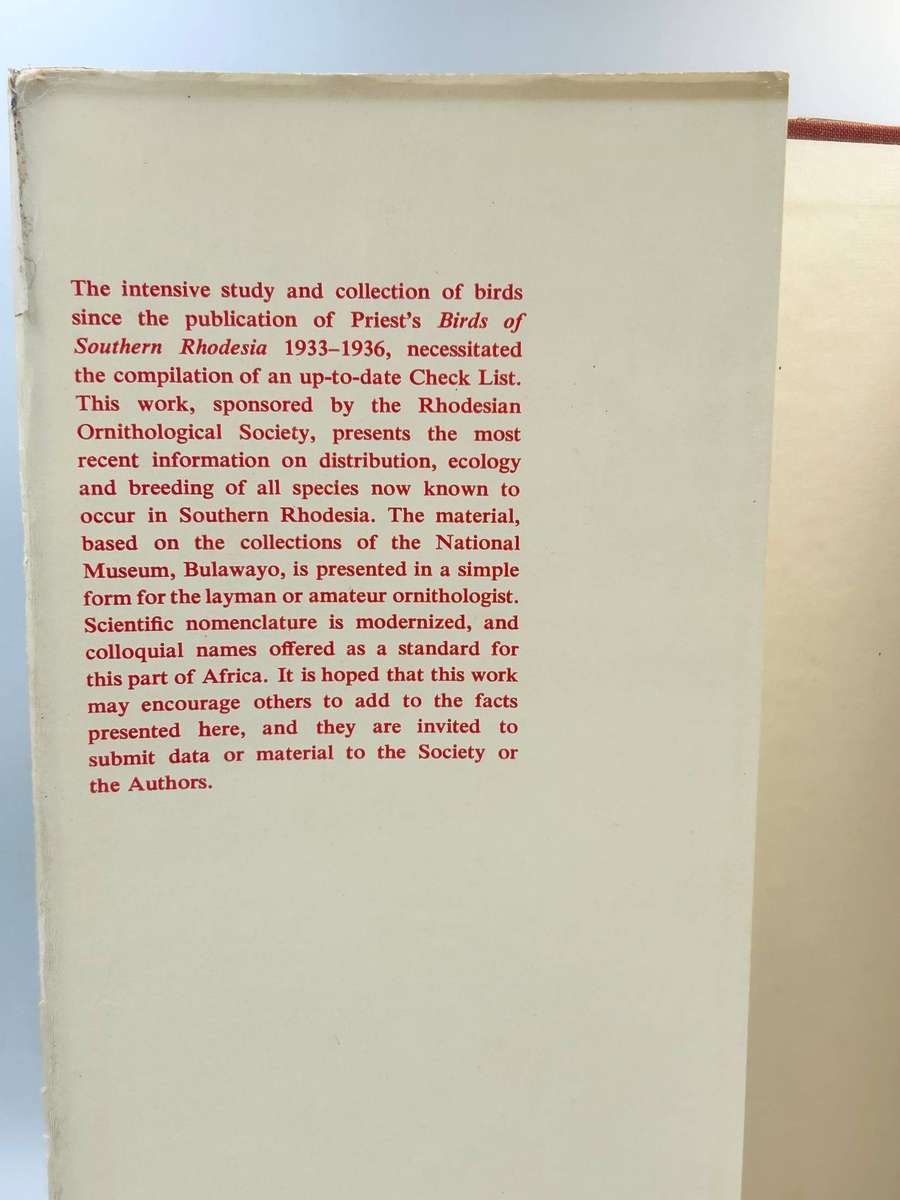 The intensive study and collection of birds
since the publication of Priest's Birds of
Southern Rhodesia 1933–1936, necessitated
the compilation of an up-to-date Check List.
This work, sponsored by the Rhodesian
Ornithological Society, presents the most
recent information on distribution, ecology
and breeding of all species now known to
occur in Southern Rhodesia. The material,
based on the collections of the National
Museum, Bulawayo, is presented in a simple
form for the layman or amateur ornithologist.
Scientific nomenclature is modernized, and
colloquial names offered as a standard for
this part of Africa. It is hoped that this work
may encourage others to add to the facts
presented here, and they are invited to
submit data or material to the Society or
the Authors.